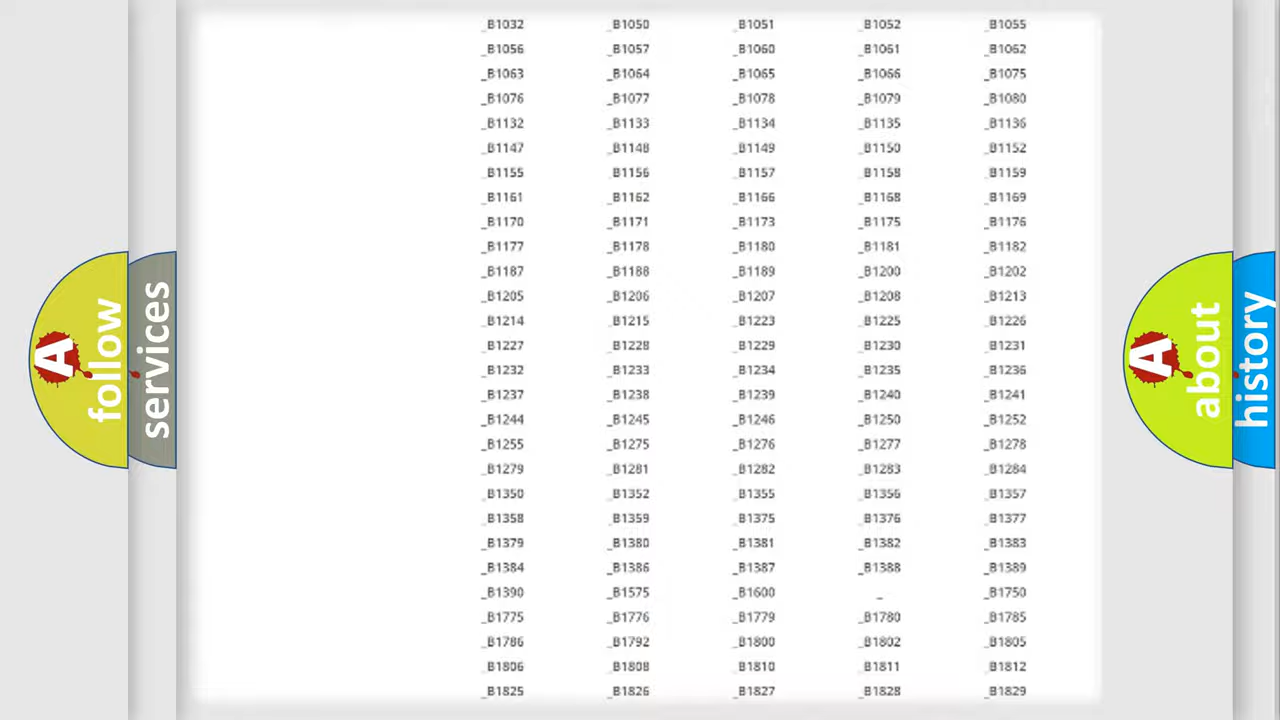 _B1032 _B1050 _B1051 _B1052 _B1055
_B1056 _B1057 _B1060 _B1061 _B1062
_B1063 _B1064 _B1065 _B1066 _B1075
_B1076 _B1077 _B1078 _B1079 _B1080
_B1132 _B1133 _B1134 _B1135 _B1136
_B1147 _B1148 _B1149 _B1150 _B1152
_B1155 _B1156 _B1157 _B1158 _B1159
_B1161 _B1162 _B1166 _B1168 _B1169
_B1170 _B1171 _B1173 _B1175 _B1176
_B1177 _B1178 _B1180 _B1181 _B1182
_B1187 _B1188 _B1189 _B1200 _B1202
_B1205 _B1206 _B1207 _B1208 _B1213
_B1214 _B1215 _B1223 _B1225 _B1226
_B1227 _B1228 _B1229 _B1230 _B1231
_B1232 _B1233 _B1234 _B1235 _B1236
_B1237 _B1238 _B1239 _B1240 _B1241
_B1244 _B1245 _B1246 _B1250 _B1252
_B1255 _B1275 _B1276 _B1277 _B1278
_B1279 _B1281 _B1282 _B1283 _B1284
_B1350 _B1352 _B1355 _B1356 _B1357
_B1358 _B1359 _B1375 _B1376 _B1377
_B1379 _B1380 _B1381 _B1382 _B1383
_B1384 _B1386 _B1387 _B1388 _B1389
_B1390 _B1575 _B1600 _ _B1750
_B1775 _B1776 _B1779 _B1780 _B1785
_B1786 _B1792 _B1800 _B1802 _B1805
_B1806 _B1808 _B1810 _B1811 _B1812
_B1825 _B1826 _B1827 _B1828 _B1829
A follow
services
A about
history